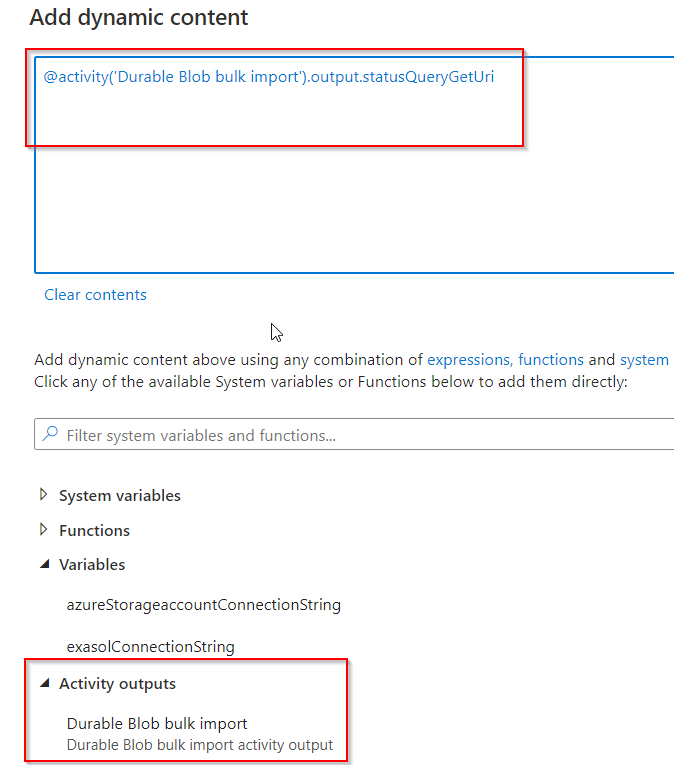 Add dynamic content
@activity('Durable Blob bulk import').output.statusQueryGetUri
Clear contents
Add dynamic content above using any combination of expressions, functions and system
Click any of the available System variables or Functions below to add them directly:
Filter system variables and functions...
System variables
Functions
Variables
azureStorageaccountConnectionString
exasolConnectionString
Activity outputs
Durable Blob bulk import
Durable Blob bulk import activity output